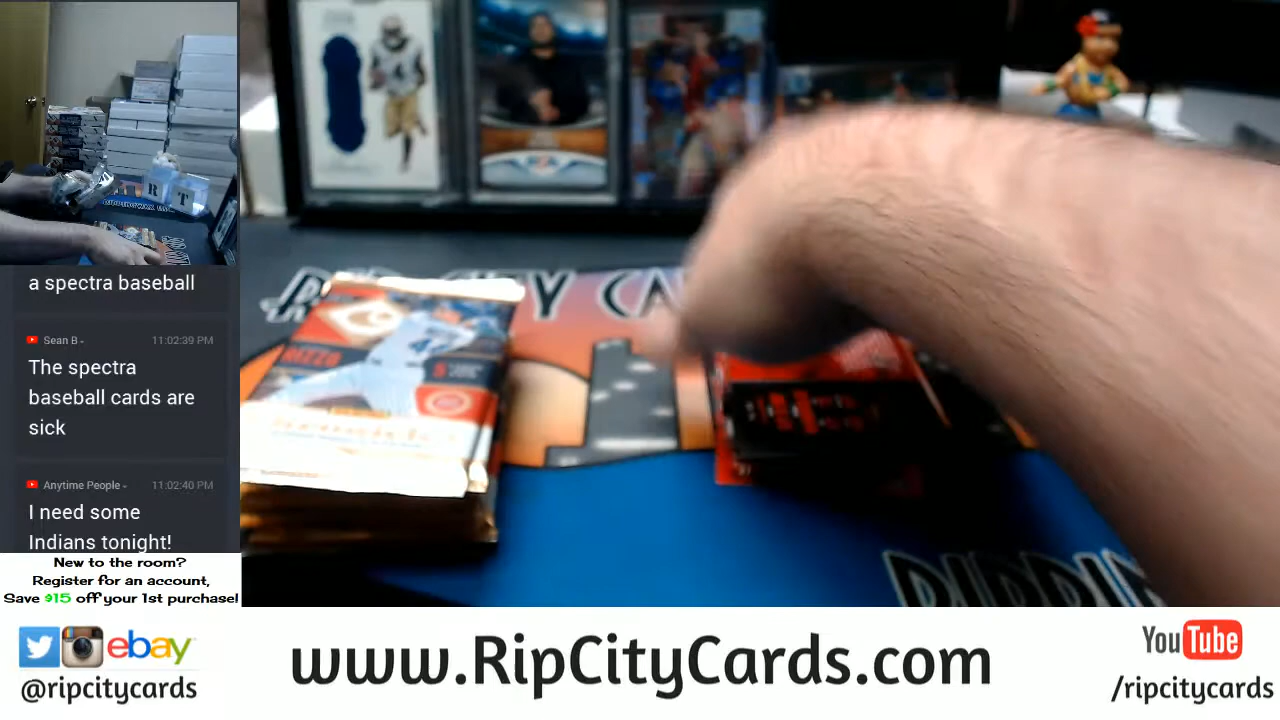 a spectra baseball
Sean B
11:02:39 PM
The spectra
baseball cards are
sick
Anytime People
11:02:40 PM
I need some
Indians tonight!
New to the room?
Register for an account,
Save $15 off your 1st purchase!
R T
RIZZO
ebay
@ripcitycards
www.RipCityCards.com
YouTube
/ripcitycards